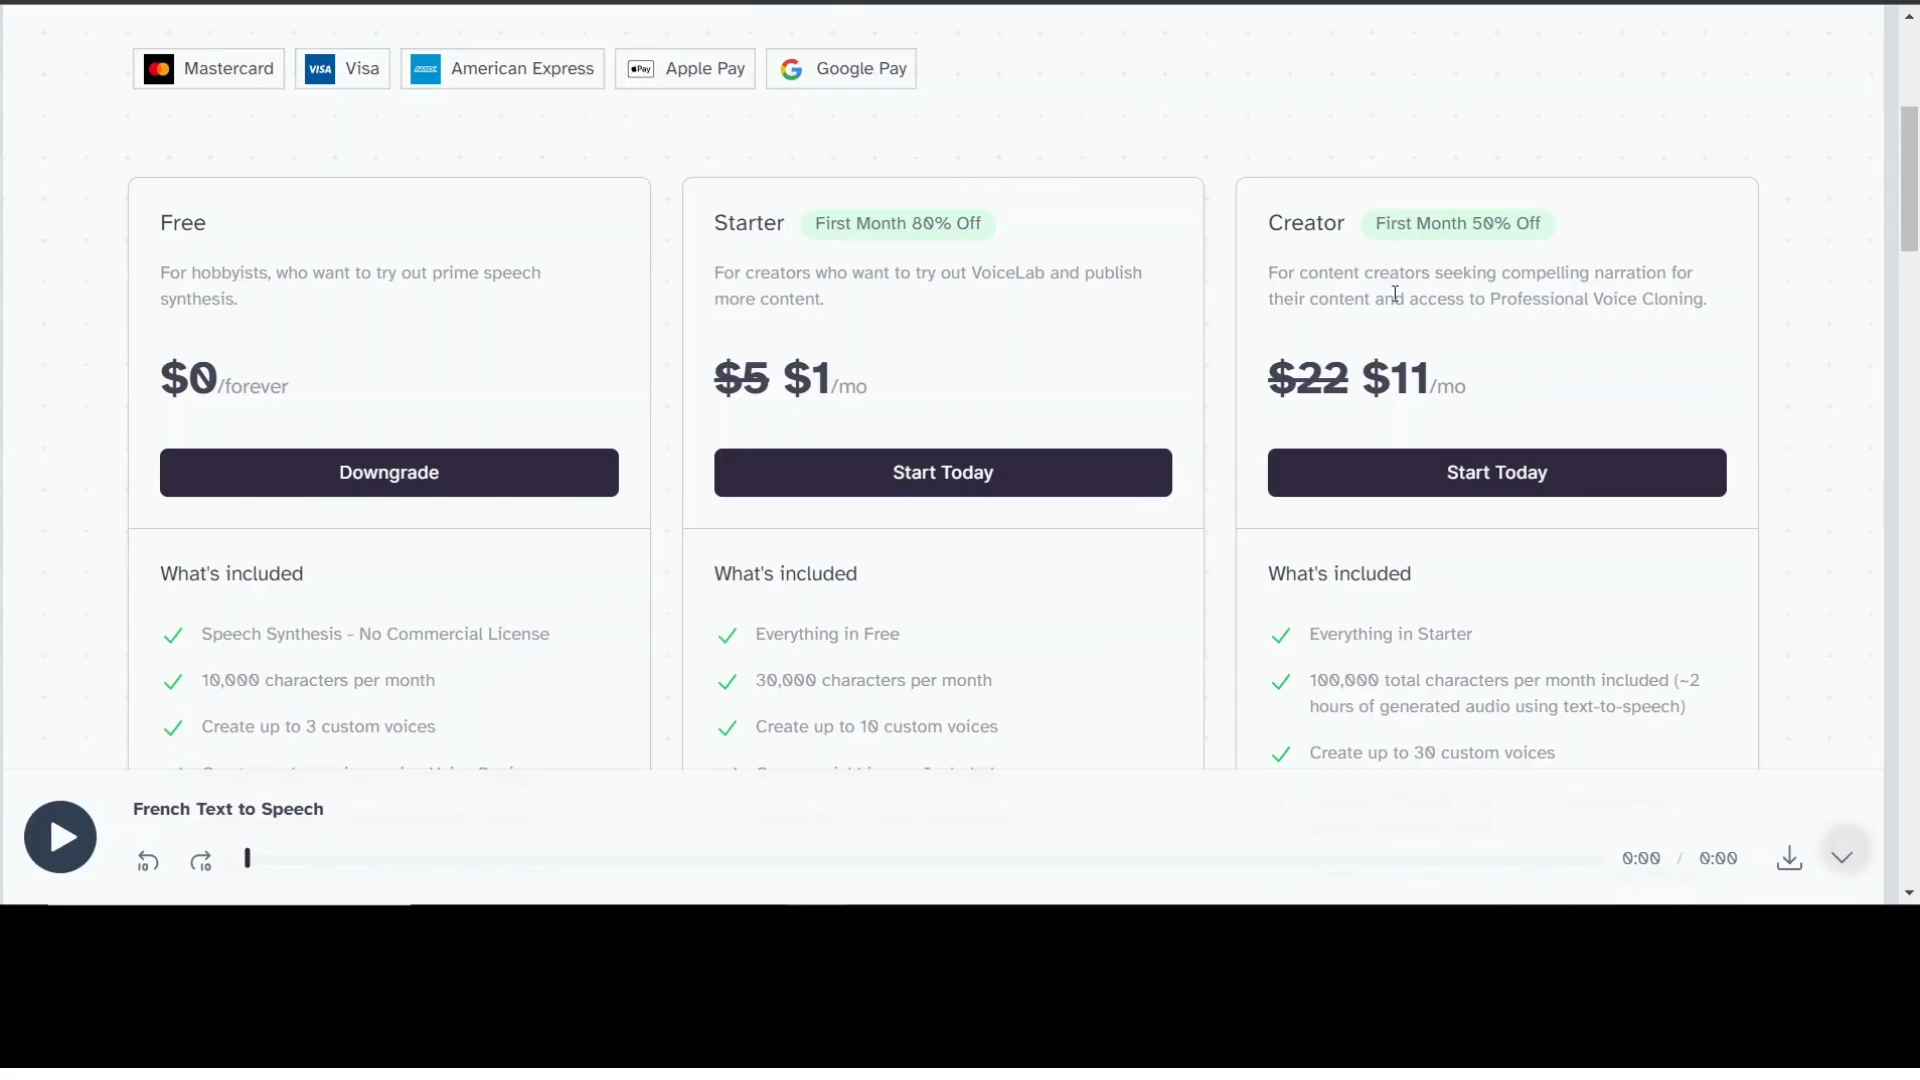 Mastercard
VISA Visa
American Express
Pay Apple Pay
Google Pay
Free
For hobbyists, who want to try out prime speech
synthesis.
$0/forever
Downgrade
What's included
Speech Synthesis - No Commercial License
10,000 characters per month
Create up to 3 custom voices
Starter First Month 80% Off
For creators who want to try out VoiceLab and publish
more content.
$5 $1/mo
Start Today
What's included
Everything in Free
30,000 characters per month
Create up to 10 custom voices
Creator First Month 50% Off
For content creators seeking compelling narration for
their content and access to Professional Voice Cloning.
$22 $11/mo
Start Today
What's included
Everything in Starter
100,000 total characters per month included (~2
hours of generated audio using text-to-speech)
Create up to 30 custom voices
French Text to Speech
10 10
0:00 / 0:00